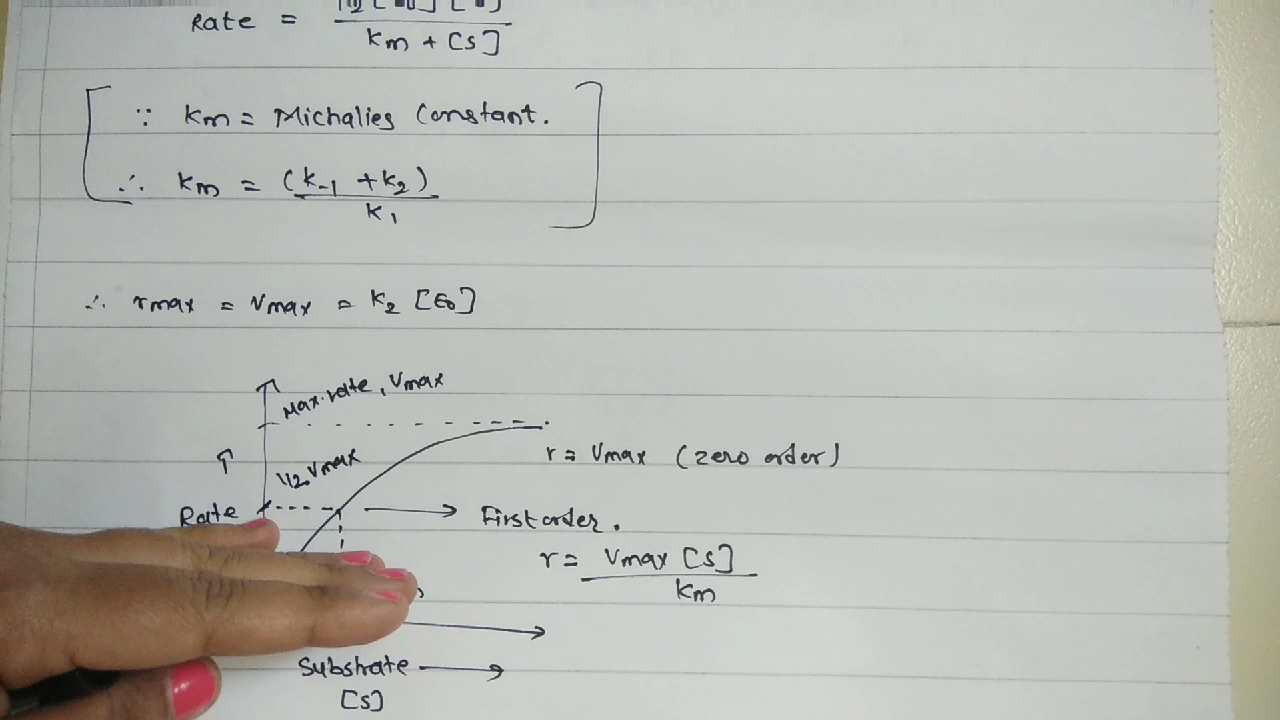 Rate =
Km + [S]
∵ Km = Michalies Constant.
∴ Km = (K-1 + K2)
K1
∴ rmax = Vmax = K2 [E0]
Max. rate, Vmax
r = Vmax (zero order)
1/2 Vmax
Rate
First order.
r = Vmax [S]
Km
Substrate
[S]